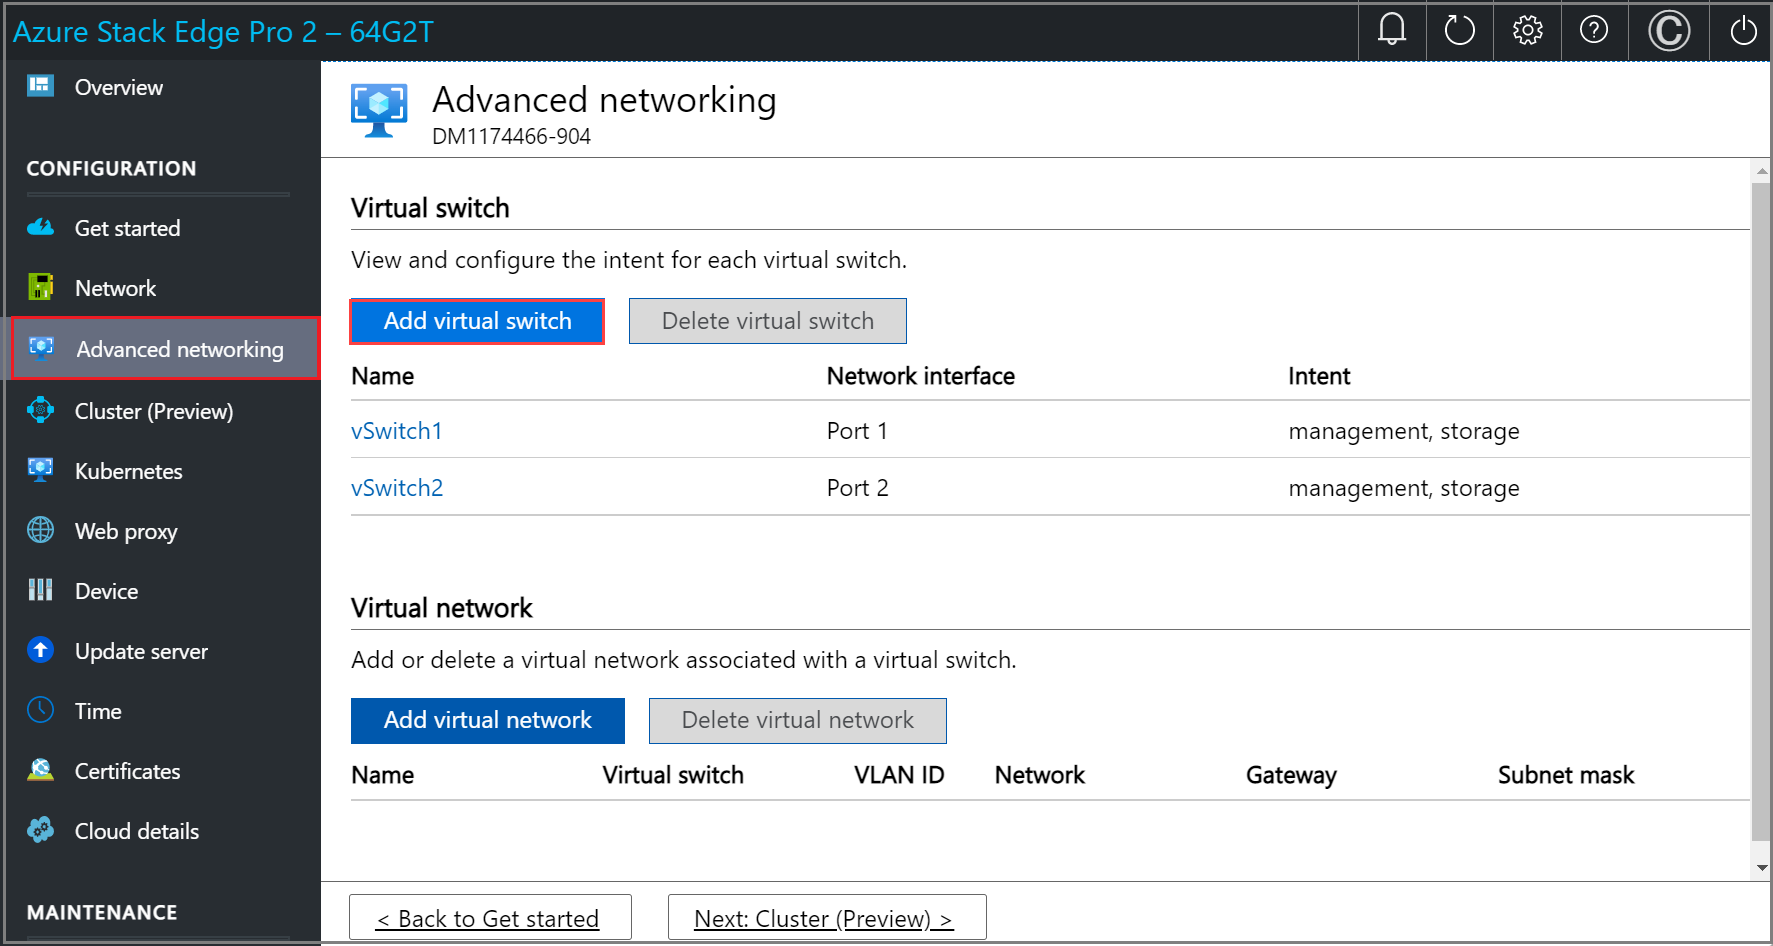 Azure Stack Edge Pro 2 – 64G2T
Overview
CONFIGURATION
Get started
Network
Advanced networking
Cluster (Preview)
Kubernetes
Web proxy
Device
Update server
Time
Certificates
Cloud details
MAINTENANCE
Advanced networking
DM1174466-904
Virtual switch
View and configure the intent for each virtual switch.
Add virtual switch Delete virtual switch
Name Network interface Intent
vSwitch1 Port 1 management, storage
vSwitch2 Port 2 management, storage
Virtual network
Add or delete a virtual network associated with a virtual switch.
Add virtual network Delete virtual network
Name Virtual switch VLAN ID Network Gateway Subnet mask
< Back to Get started Next: Cluster (Preview) >